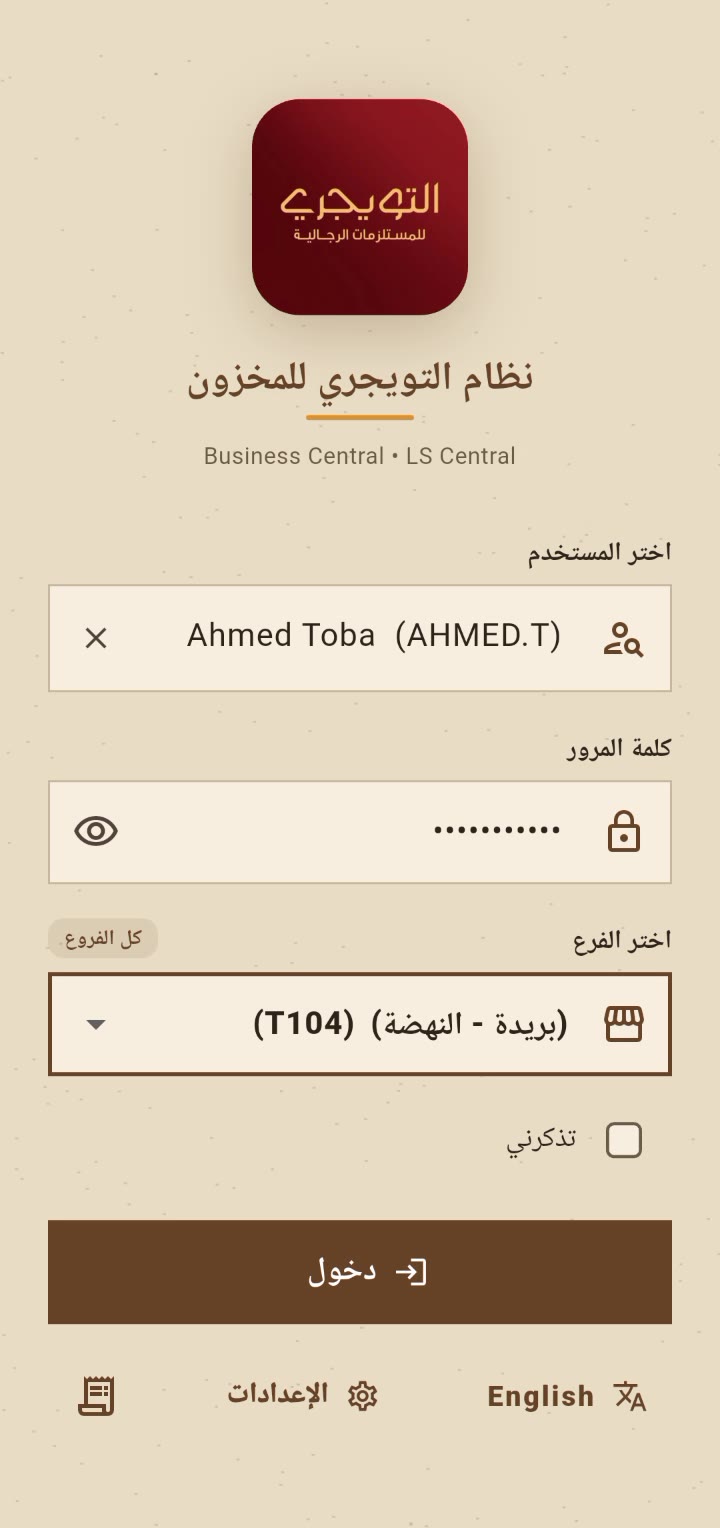 التويجري
للمستلزمات الرجالية
نظام التويجري للمخزون
Business Central • LS Central
اختر المستخدم
Ahmed Toba (AHMED.T)
كلمة المرور
•••••••••••
اختر الفرع
كل الفروع
(بريدة - النهضة) (T104)
تذكرني
دخول
English
الإعدادات